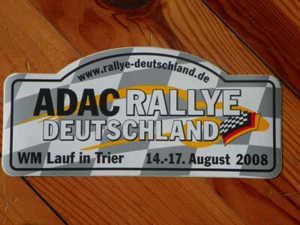 www.rallye-deutschland.de
ADAC RALLYE
DEUTSCHLAND
WM Lauf in Trier 14.-17. August 2008